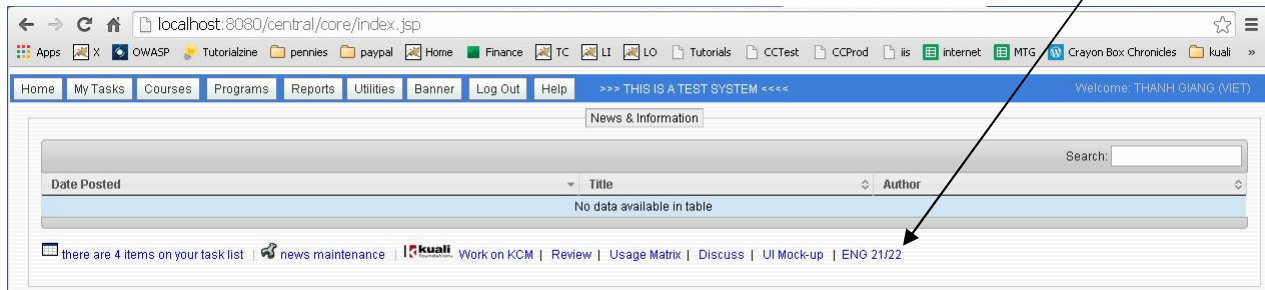 localhost:8080/central/core/index.jsp
Apps X OWASP Tutorialzine pennies paypal Home Finance TC LI LO Tutorials CCTest CCProd iis internet MTG Crayon Box Chronicles kuali »
Home My Tasks Courses Programs Reports Utilities Banner Log Out Help >>> THIS IS A TEST SYSTEM <<<< Welcome: THANH GIANG (VIET)
News & Information
Search:
Date Posted Title Author
No data available in table
there are 4 items on your task list | news maintenance | kuali foundation Work on KCM | Review | Usage Matrix | Discuss | UI Mock-up | ENG 21/22